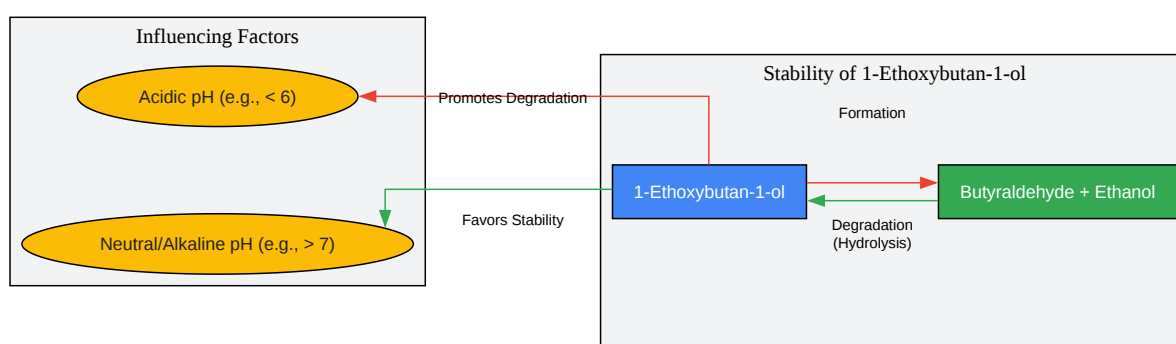 Influencing Factors
Acidic pH (e.g., < 6)
Neutral/Alkaline pH (e.g., > 7)
Promotes Degradation
Favors Stability
Stability of 1-Ethoxybutan-1-ol
Formation
1-Ethoxybutan-1-ol
Butyraldehyde + Ethanol
Degradation
(Hydrolysis)